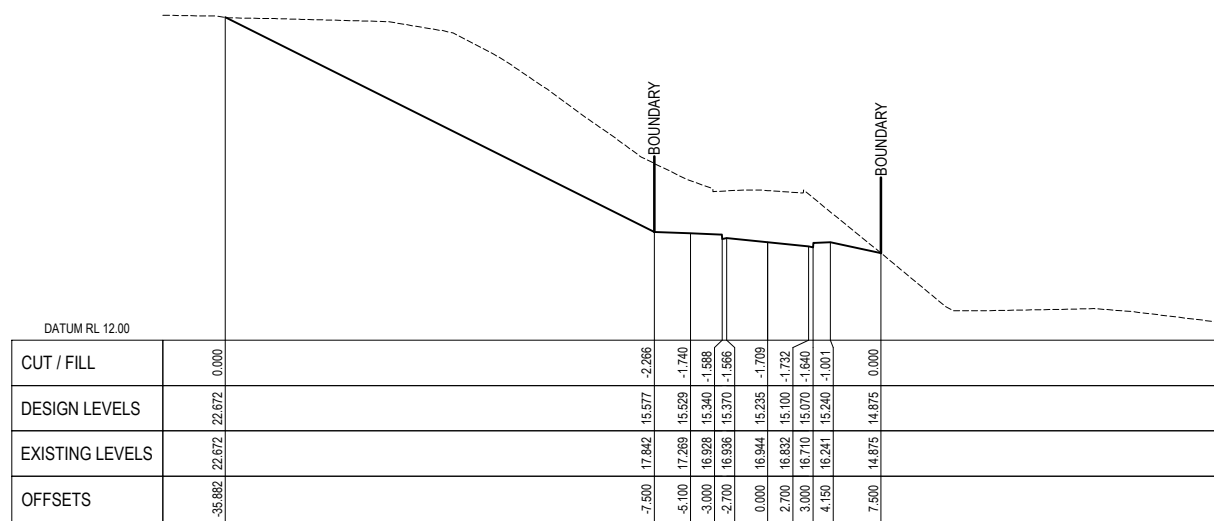 BOUNDARY
BOUNDARY
DATUM RL 12.00
CUT / FILL 0.000 -2.266 -1.740 -1.588 -1.566 -1.709 -1.732 -1.640 -1.001 0.000
DESIGN LEVELS 22.672 15.577 15.529 15.340 15.370 15.235 15.100 15.070 15.240 14.875
EXISTING LEVELS 22.672 17.842 17.269 16.928 16.936 16.944 16.832 16.710 16.241 14.875
OFFSETS -35.882 -7.500 -5.100 -3.000 -2.700 0.000 2.700 3.000 4.150 7.500